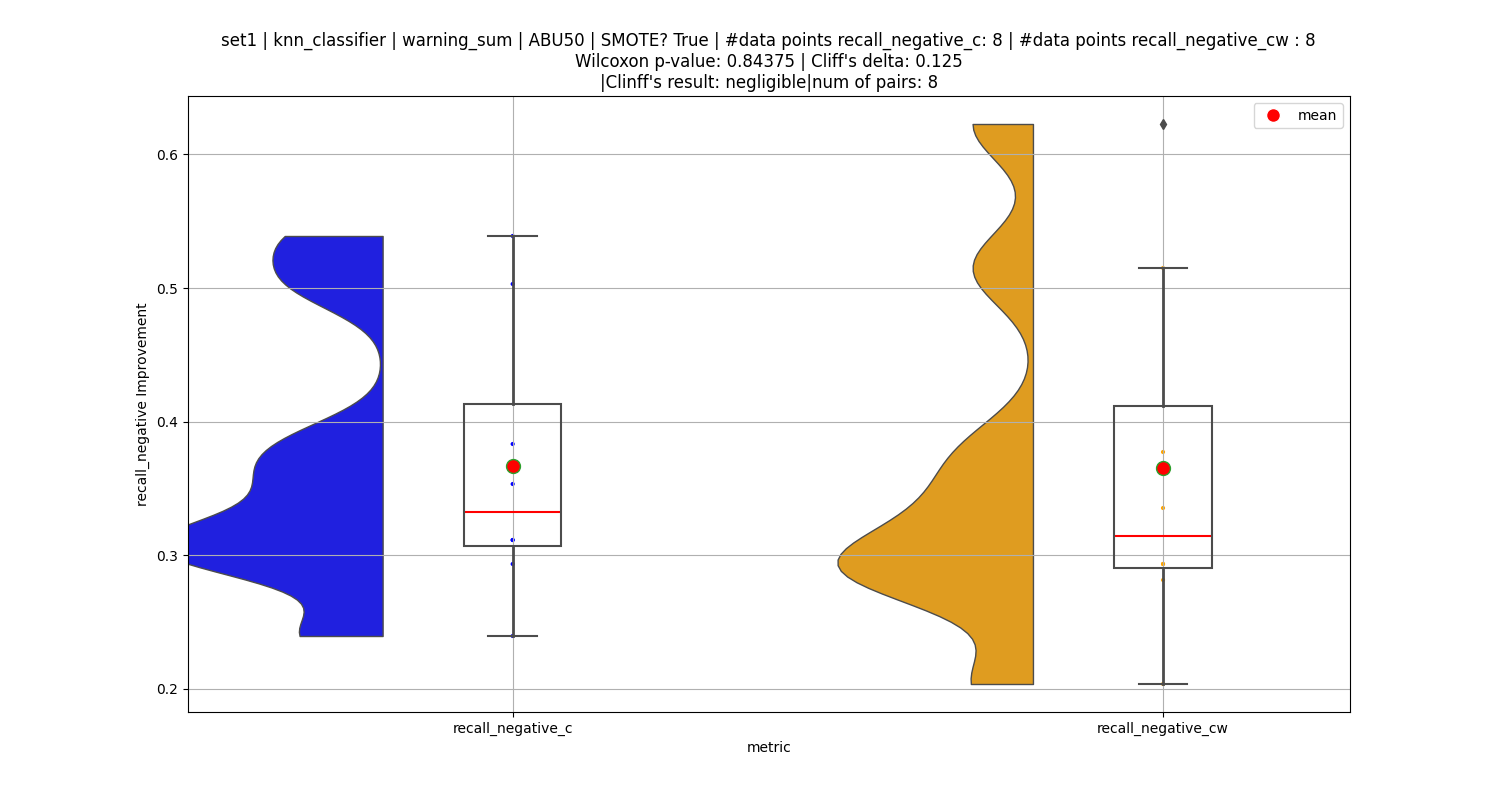 set1 | knn_classifier | warning_sum | ABU50 | SMOTE? True | #data points recall_negative_c: 8 | #data points recall_negative_cw : 8
Wilcoxon p-value: 0.84375 | Cliff's delta: 0.125
|Clinff's result: negligible|num of pairs: 8
mean
0.6
0.5
0.4
0.3
0.2
recall_negative Improvement
recall_negative_c
recall_negative_cw
metric